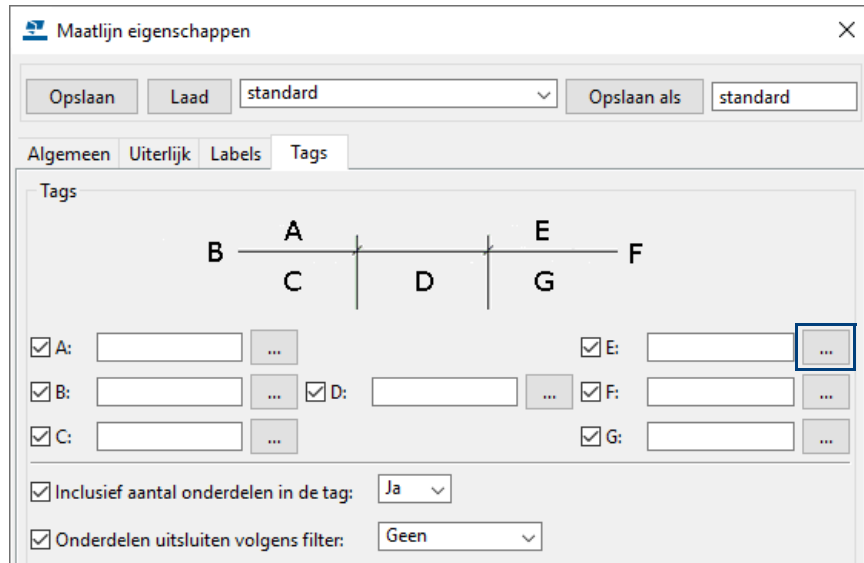 Maatlijn eigenschappen
Opslaan Laad standard Opslaan als standard
Algemeen Uiterlijk Labels Tags
Tags
A E
B F
C D G
A: ... E: ...
B: ... D: ... F: ...
C: ... G: ...
Inclusief aantal onderdelen in de tag: Ja
Onderdelen uitsluiten volgens filter: Geen